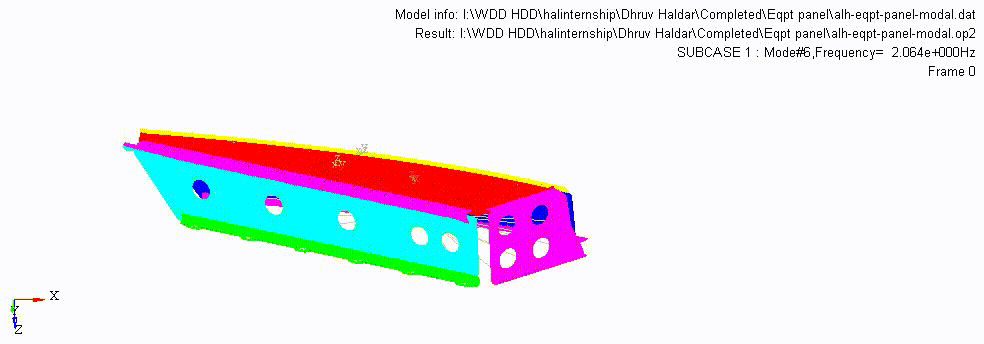 Model info: I:\WDD HDD\halinternship\Dhruv Haldar\Completed\Eqpt panel\alh-eqpt-panel-modal.dat
Result: I:\WDD HDD\halinternship\Dhruv Haldar\Completed\Eqpt panel\alh-eqpt-panel-modal.op2
SUBCASE 1 : Mode#6,Frequency= 2.064e+000Hz
Frame 0
X
Y
Z